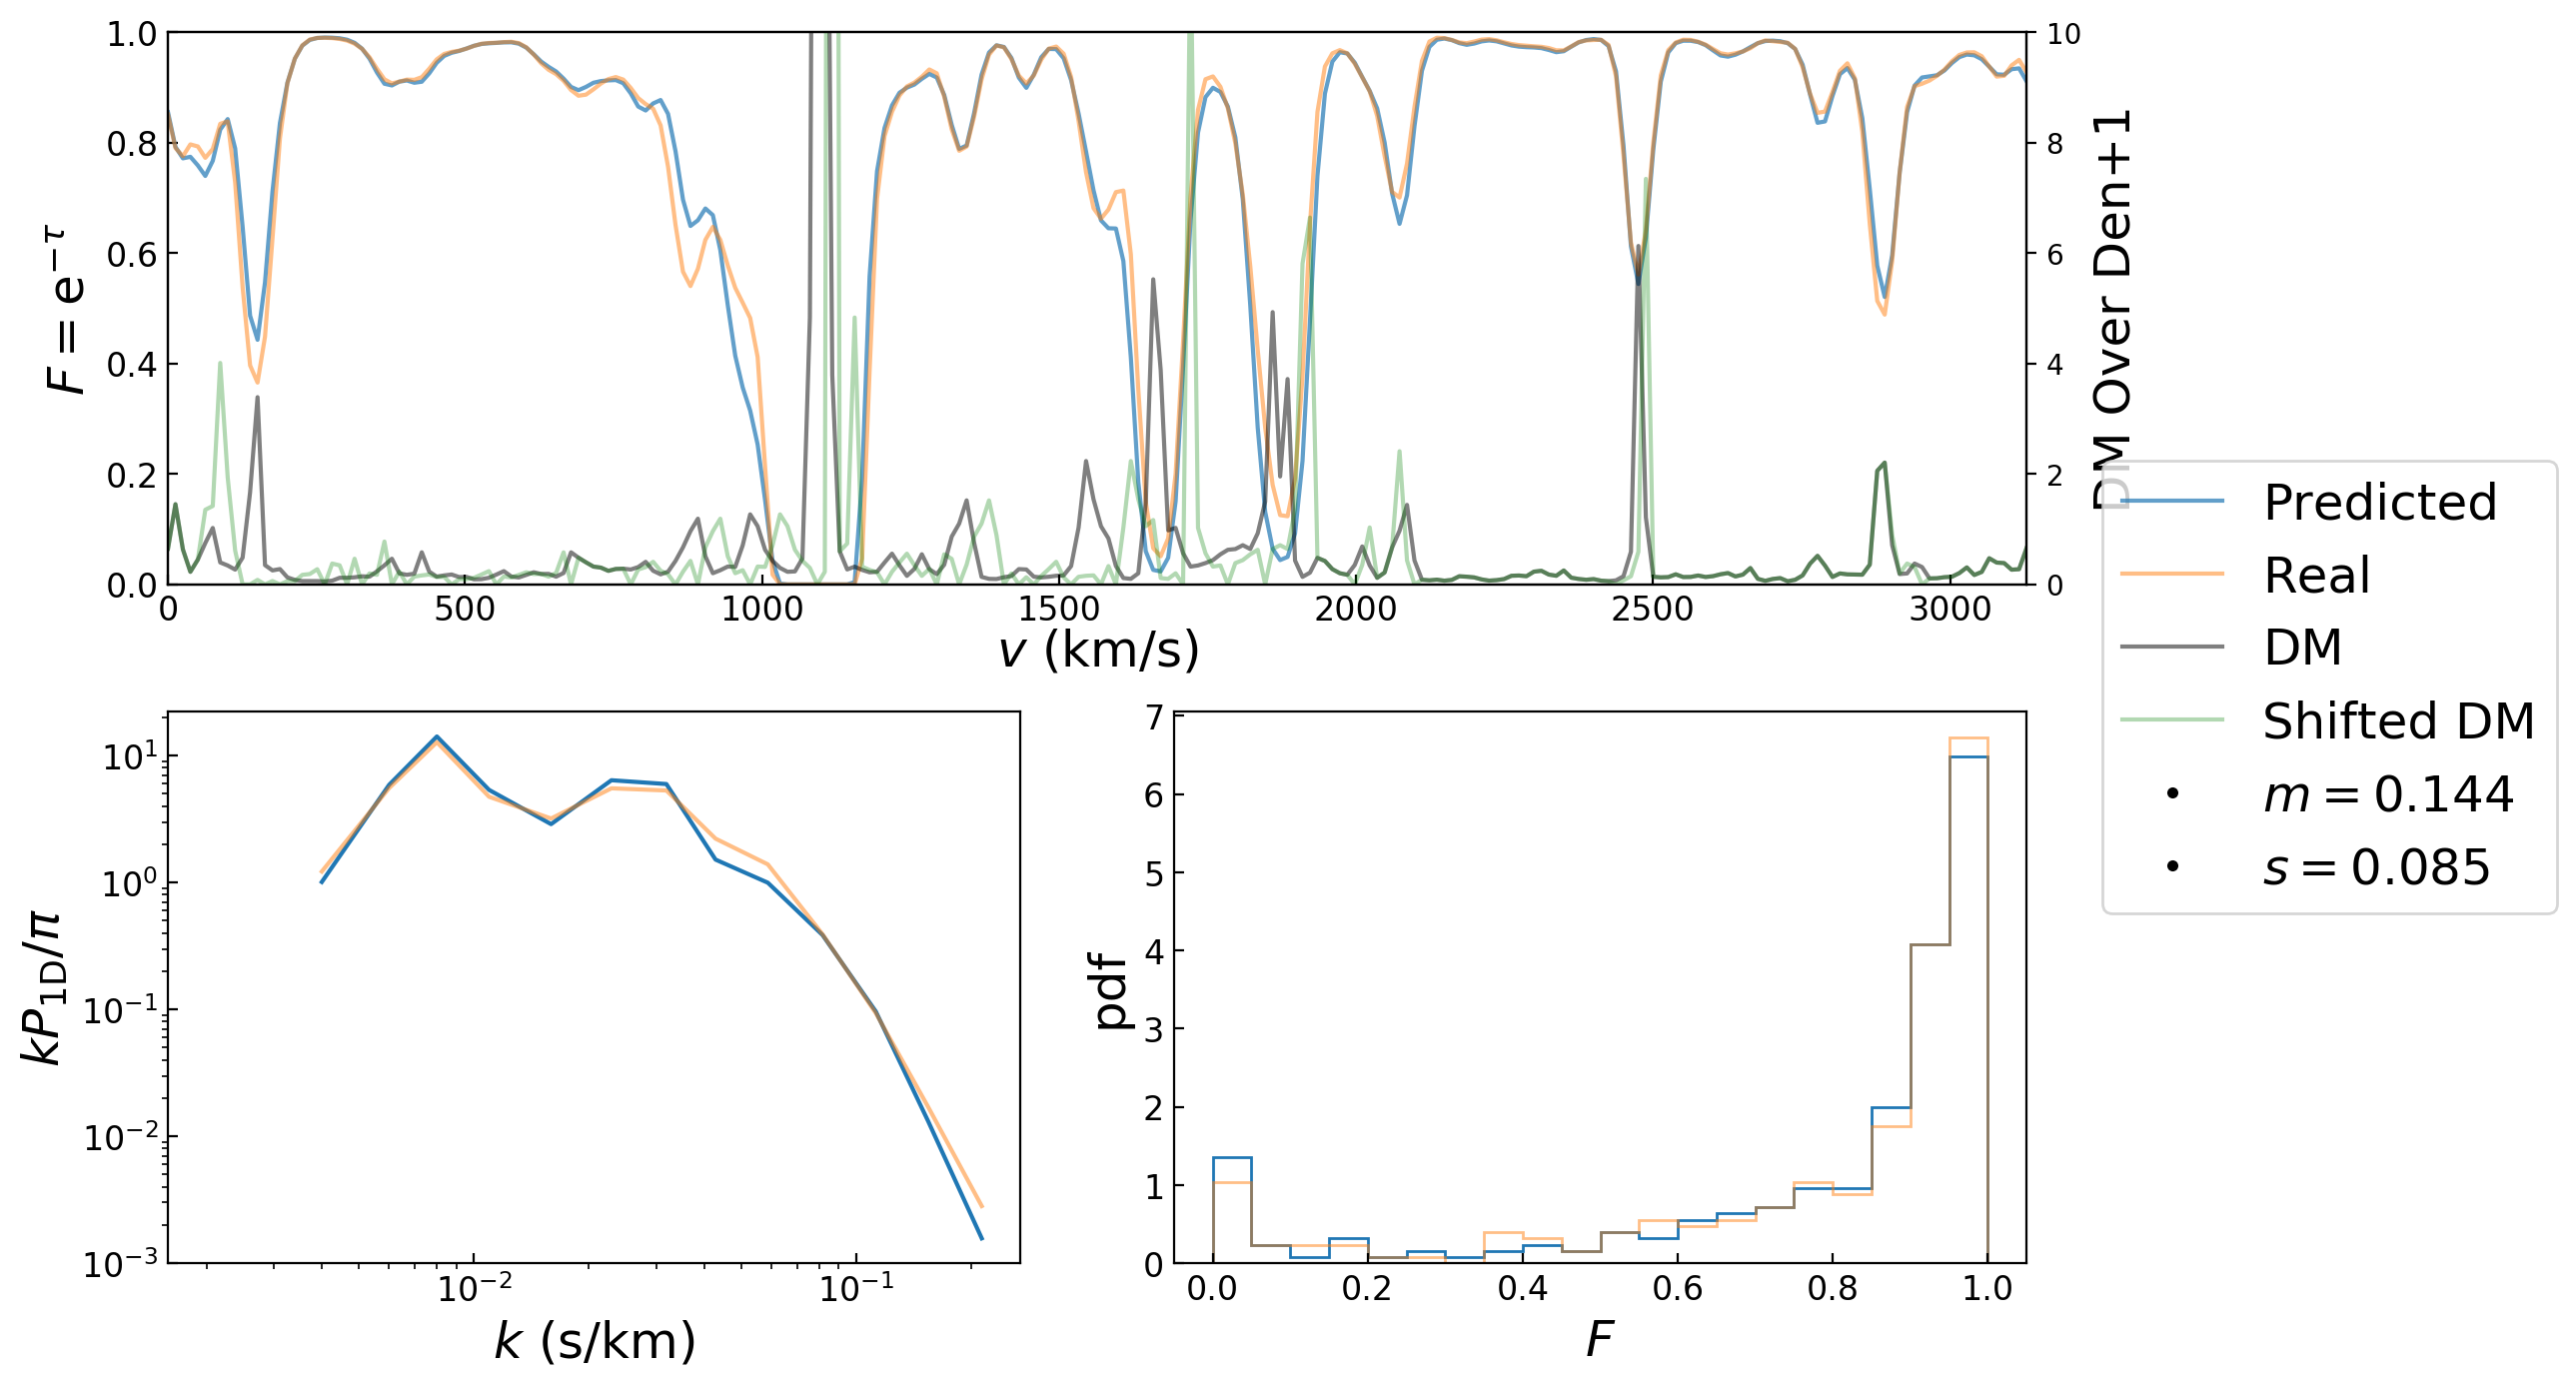 1.0
0.8
0.6
0.4
0.2
0.0
F = e^{−τ}
0 500 1000 1500 2000 2500 3000
v (km/s)
10
8
6
4
2
0
DM Over Den+1
Predicted
Real
DM
Shifted DM
m = 0.144
s = 0.085
10^1
10^0
10^{−1}
10^{−2}
10^{−3}
kP_{1D}/π
10^{−2} 10^{−1}
k (s/km)
7
6
5
4
3
2
1
0
pdf
0.0 0.2 0.4 0.6 0.8 1.0
F